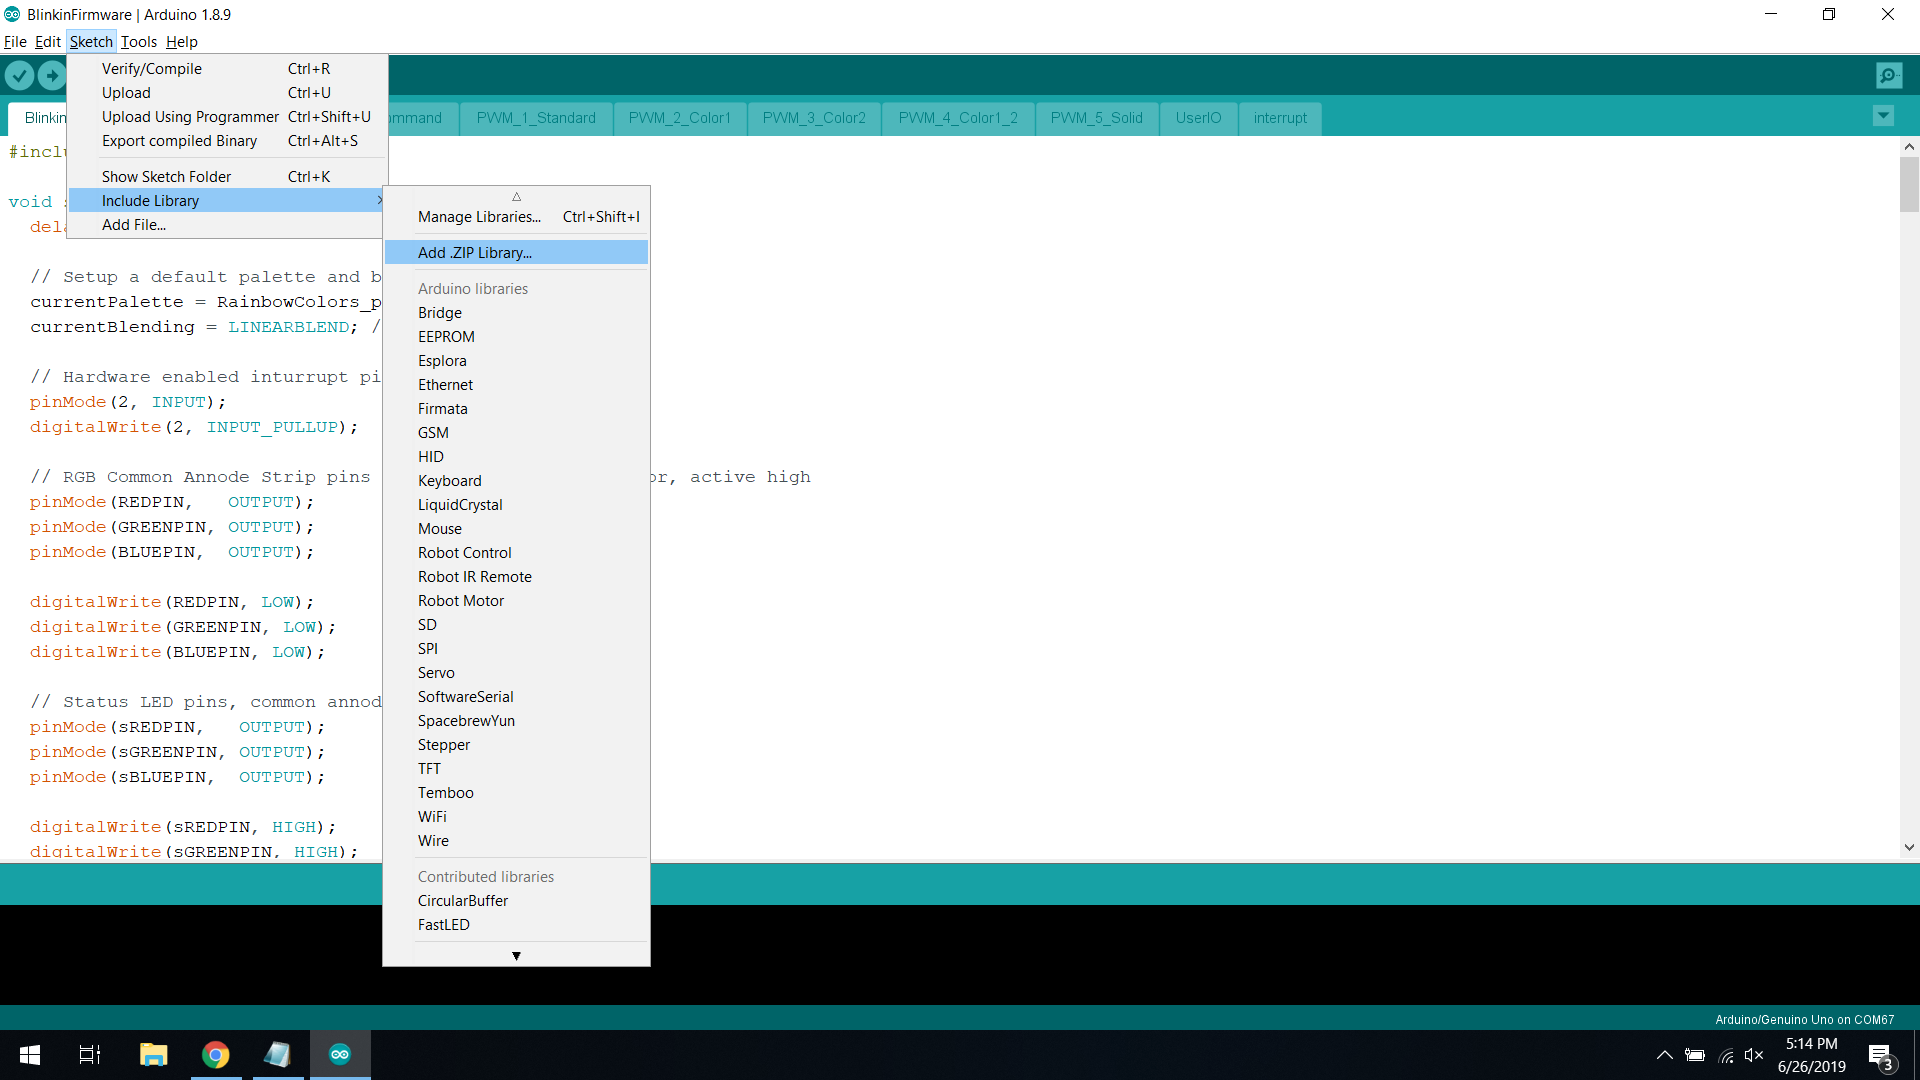 BlinkinFirmware | Arduino 1.8.9
File Edit Sketch Tools Help
Verify/Compile Ctrl+R
Upload Ctrl+U
Upload Using Programmer Ctrl+Shift+U
Export compiled Binary Ctrl+Alt+S
Show Sketch Folder Ctrl+K
Include Library
Add File...
Blinkin mmand PWM_1_Standard PWM_2_Color1 PWM_3_Color2 PWM_4_Color1_2 PWM_5_Solid UserIO interrupt
Manage Libraries... Ctrl+Shift+I
Add .ZIP Library...
Arduino libraries
Bridge
EEPROM
Esplora
Ethernet
Firmata
GSM
HID
Keyboard
LiquidCrystal
Mouse
Robot Control
Robot IR Remote
Robot Motor
SD
SPI
Servo
SoftwareSerial
SpacebrewYun
Stepper
TFT
Temboo
WiFi
Wire
Contributed libraries
CircularBuffer
FastLED
#inclu
void s
dela
// Setup a default palette and b
currentPalette = RainbowColors_p
currentBlending = LINEARBLEND; /
// Hardware enabled inturrupt pi
pinMode(2, INPUT);
digitalWrite(2, INPUT_PULLUP);
// RGB Common Annode Strip pins or, active high
pinMode(REDPIN, OUTPUT);
pinMode(GREENPIN, OUTPUT);
pinMode(BLUEPIN, OUTPUT);
digitalWrite(REDPIN, LOW);
digitalWrite(GREENPIN, LOW);
digitalWrite(BLUEPIN, LOW);
// Status LED pins, common annod
pinMode(sREDPIN, OUTPUT);
pinMode(sGREENPIN, OUTPUT);
pinMode(sBLUEPIN, OUTPUT);
digitalWrite(sREDPIN, HIGH);
digitalWrite(sGREENPIN, HIGH);
Arduino/Genuino Uno on COM67
5:14 PM
6/26/2019
3